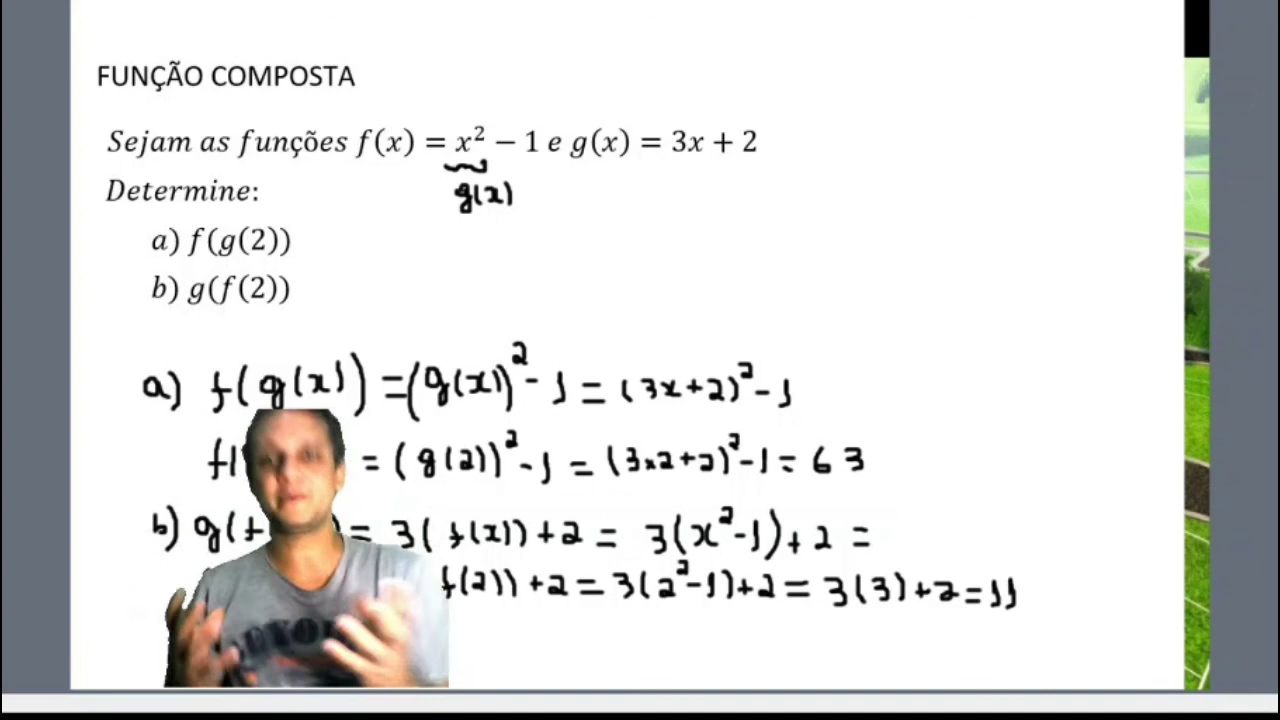 FUNÇÃO COMPOSTA
Sejam as funções f(x) = x² − 1 e g(x) = 3x + 2
g(x)
Determine:
a) f(g(2))
b) g(f(2))
a) f(g(x)) = (g(x))² - 1 = (3x+2)² - 1
f( = (g(2))² - 1 = (3×2+2)² - 1 = 63
b) g(f ) = 3(f(x)) + 2 = 3(x² - 1) + 2 =
f(2)) + 2 = 3(2² - 1) + 2 = 3(3) + 2 = 11